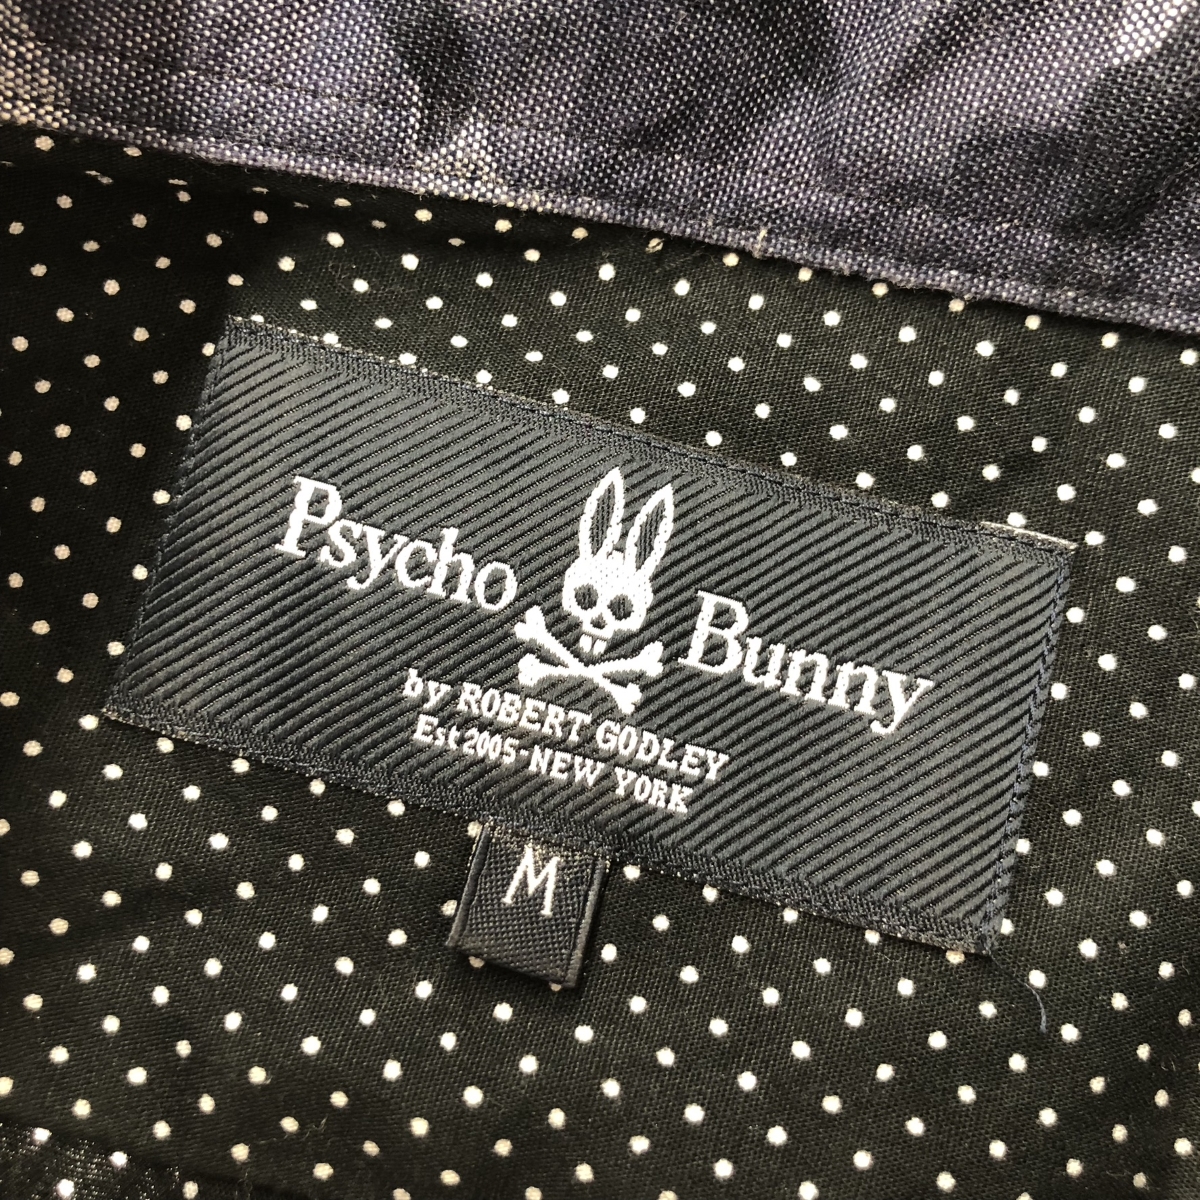 Psycho Bunny
by ROBERT GODLEY
Est 2005-NEW YORK
M